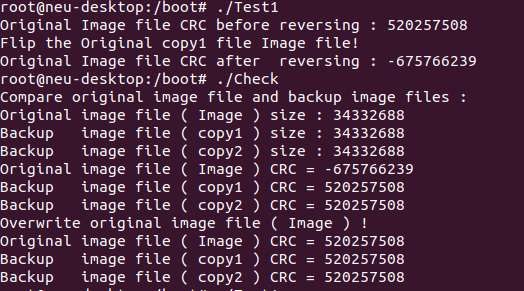 root@neu-desktop:/boot# ./Test1
Original Image file CRC before reversing : 520257508
Flip the Original copy1 file Image file!
Original Image file CRC after  reversing : -675766239
root@neu-desktop:/boot# ./Check
Compare original image file and backup image files :
Original image file ( Image ) size : 34332688
Backup   image file ( copy1 ) size : 34332688
Backup   image file ( copy2 ) size : 34332688
Original image file ( Image ) CRC = -675766239
Backup   image file ( copy1 ) CRC = 520257508
Backup   image file ( copy2 ) CRC = 520257508
Overwrite original image file ( Image ) !
Original image file ( Image ) CRC = 520257508
Backup   image file ( copy1 ) CRC = 520257508
Backup   image file ( copy2 ) CRC = 520257508